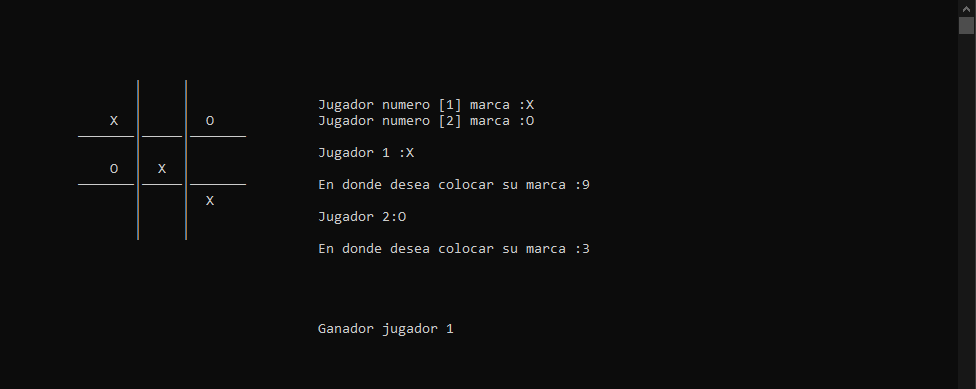 Jugador numero [1] marca :X
X O
Jugador numero [2] marca :O
Jugador 1 :X
O X
En donde desea colocar su marca :9
X
Jugador 2:O
En donde desea colocar su marca :3
Ganador jugador 1